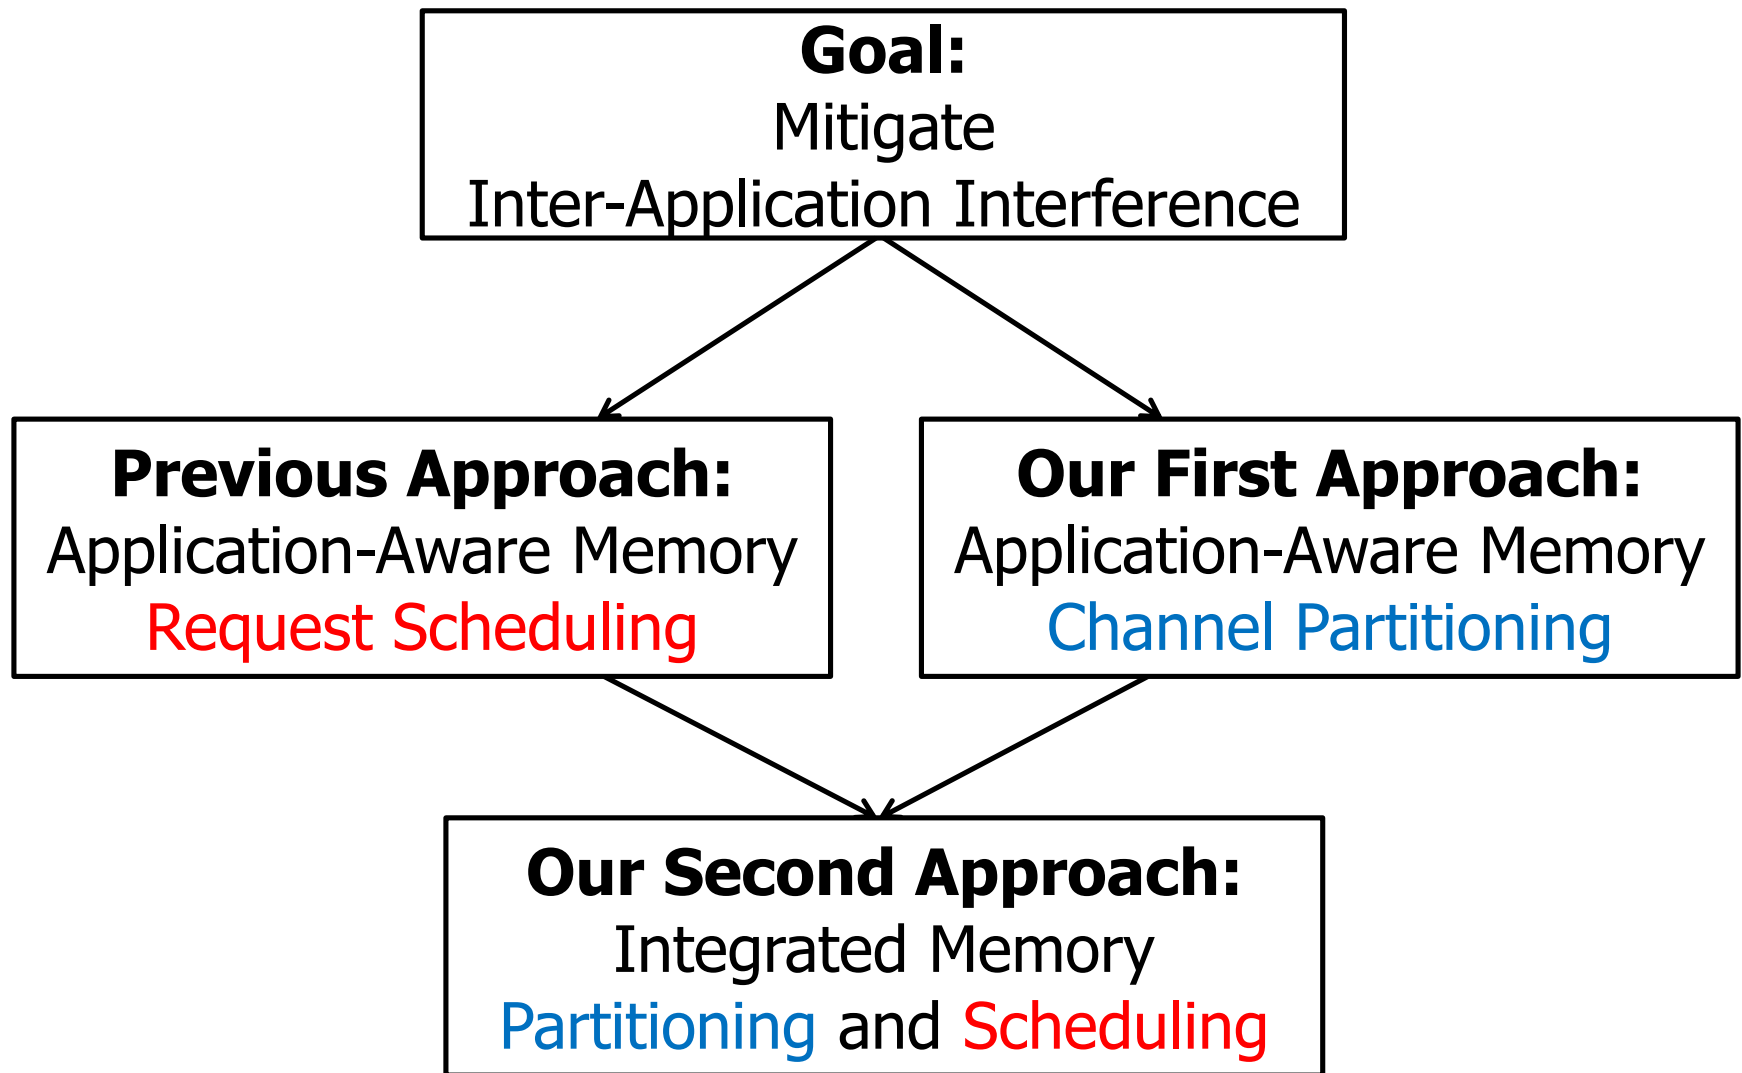 Goal:
Mitigate
Inter-Application Interference
Previous Approach:
Application-Aware Memory
Request Scheduling
Our First Approach:
Application-Aware Memory
Channel Partitioning
Our Second Approach:
Integrated Memory
Partitioning and Scheduling